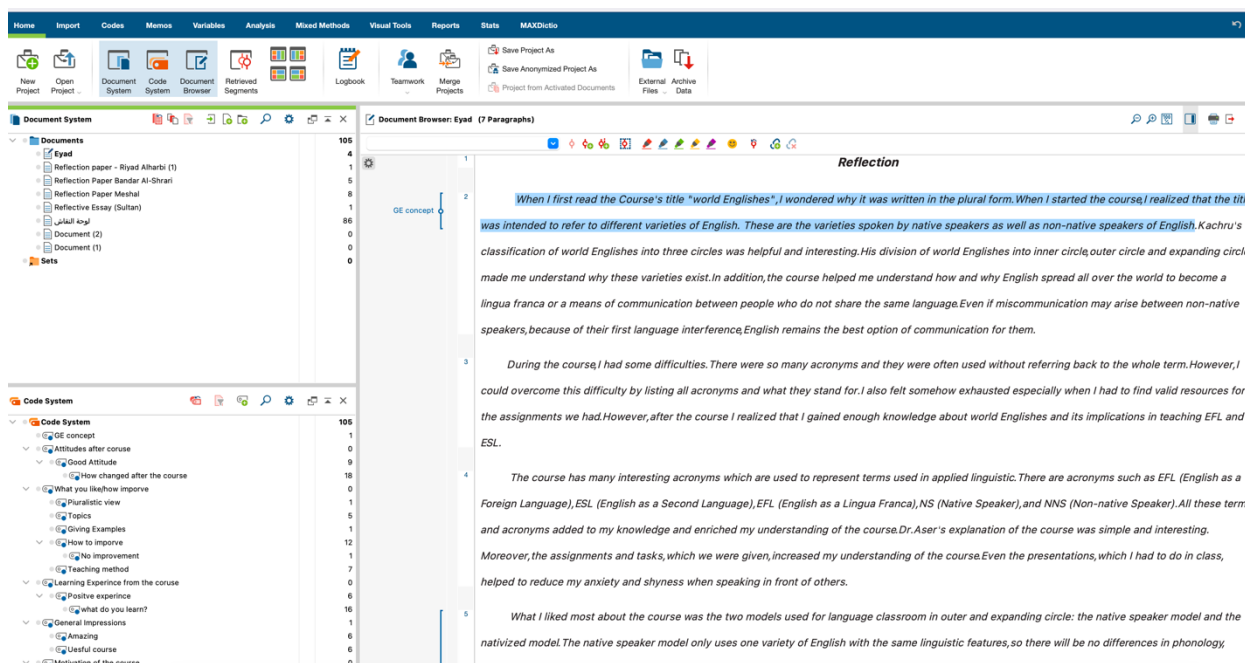 Home Import Codes Memos Variables Analysis Mixed Methods Visual Tools Reports Stats MAXDictio
New Project
Open Project
Document System
Code System
Document Browser
Retrieved Segments
Logbook
Teamwork
Merge Projects
Save Project As
Save Anonymized Project As
Project from Activated Documents
External Files
Archive Data
Document System
Documents 105
Eyad 4
Reflection paper - Riyad Alharbi (1) 1
Reflection Paper Bandar Al-Shrari 5
Reflection Paper Meshal 8
Reflective Essay (Sultan) 1
لوحة النقاش 86
Document (2) 0
Document (1) 0
Sets 0
Code System
Code System 105
GE concept 1
Attitudes after coruse 0
Good Attitude 9
How changed after the course 18
What you like/how imporve 0
Piuralistic view 1
Topics 5
Giving Examples 1
How to imporve 12
No improvement 1
Teaching method 7
Learning Experince from the coruse 0
Positve experince 6
what do you learn? 16
General Impressions 1
Amazing 6
Uesful course 6
Motivation of the course 0
Document Browser: Eyad (7 Paragraphs)
GE concept
1
Reflection
2
When I first read the Course's title "world Englishes",I wondered why it was written in the plural form.When I started the course,I realized that the titl
was intended to refer to different varieties of English. These are the varieties spoken by native speakers as well as non-native speakers of English.Kachru's
classification of world Englishes into three circles was helpful and interesting.His division of world Englishes into inner circle,outer circle and expanding circl
made me understand why these varieties exist.In addition,the course helped me understand how and why English spread all over the world to become a
lingua franca or a means of communication between people who do not share the same language.Even if miscommunication may arise between non-native
speakers,because of their first language interference,English remains the best option of communication for them.
3
During the course,I had some difficulties.There were so many acronyms and they were often used without referring back to the whole term.However,I
could overcome this difficulty by listing all acronyms and what they stand for.I also felt somehow exhausted especially when I had to find valid resources for
the assignments we had.However,after the course I realized that I gained enough knowledge about world Englishes and its implications in teaching EFL and
ESL.
4
The course has many interesting acronyms which are used to represent terms used in applied linguistic.There are acronyms such as EFL (English as a
Foreign Language),ESL (English as a Second Language),EFL (English as a Lingua Franca),NS (Native Speaker),and NNS (Non-native Speaker).All these term
and acronyms added to my knowledge and enriched my understanding of the course.Dr.Aser's explanation of the course was simple and interesting.
Moreover,the assignments and tasks,which we were given,increased my understanding of the course.Even the presentations,which I had to do in class,
helped to reduce my anxiety and shyness when speaking in front of others.
5
What I liked most about the course was the two models used for language classroom in outer and expanding circle: the native speaker model and the
nativized model.The native speaker model only uses one variety of English with the same linguistic features,so there will be no differences in phonology,